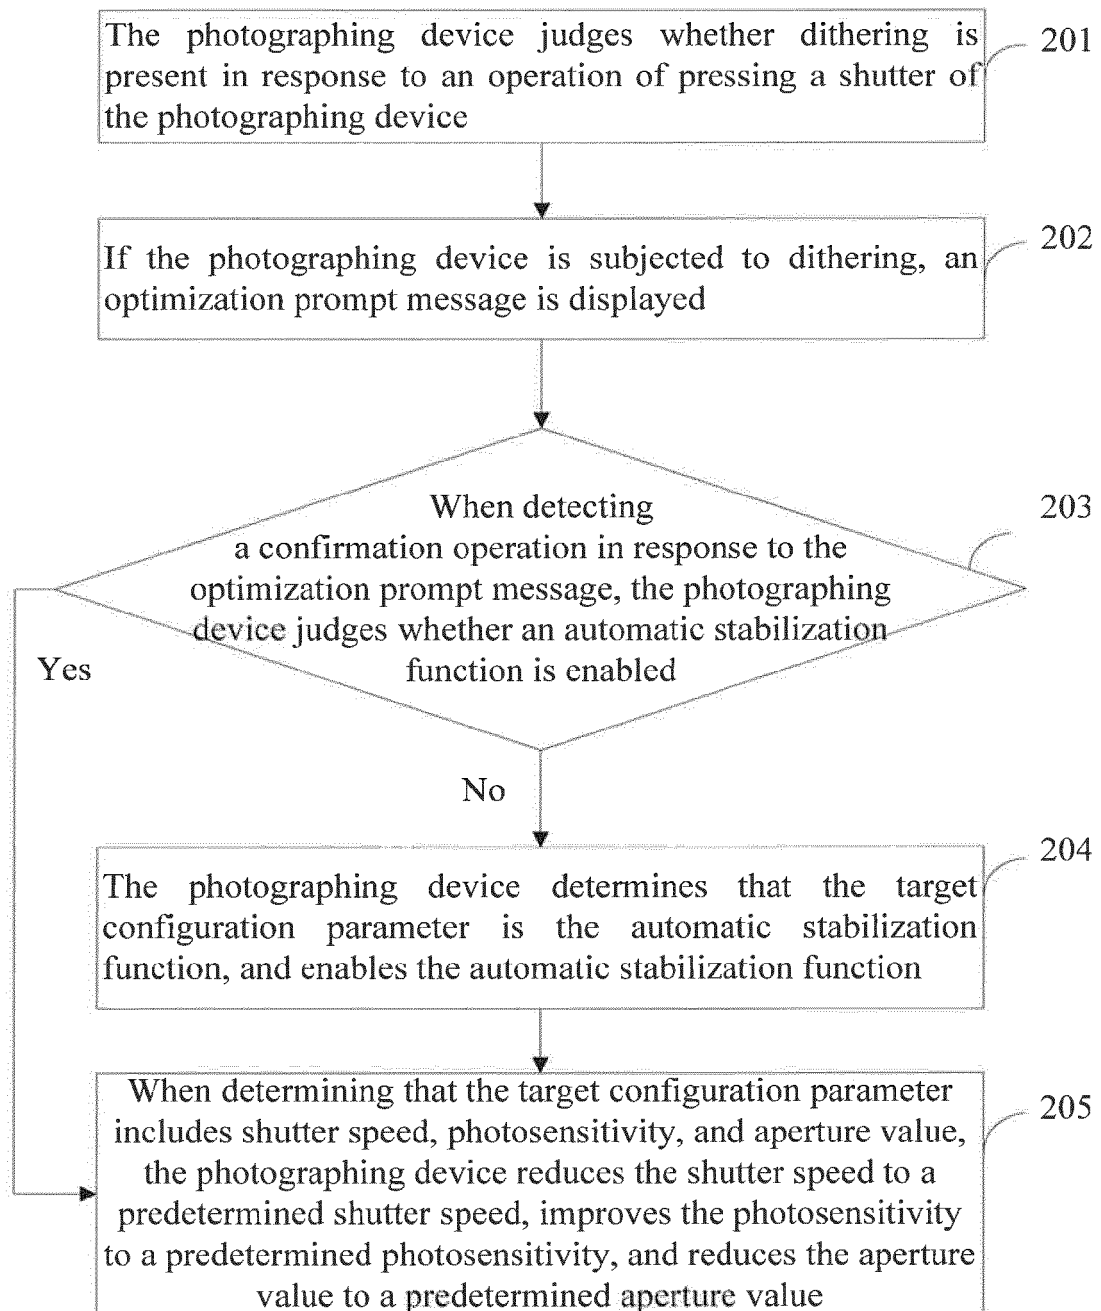 The photographing device judges whether dithering is
present in response to an operation of pressing a shutter of
the photographing device
201
If the photographing device is subjected to dithering, an
optimization prompt message is displayed
202
When detecting
a confirmation operation in response to the
optimization prompt message, the photographing
device judges whether an automatic stabilization
function is enabled
203
Yes
No
The photographing device determines that the target
configuration parameter is the automatic stabilization
function, and enables the automatic stabilization function
204
When determining that the target configuration parameter
includes shutter speed, photosensitivity, and aperture value,
the photographing device reduces the shutter speed to a
predetermined shutter speed, improves the photosensitivity
to a predetermined photosensitivity, and reduces the aperture
value to a predetermined aperture value
205